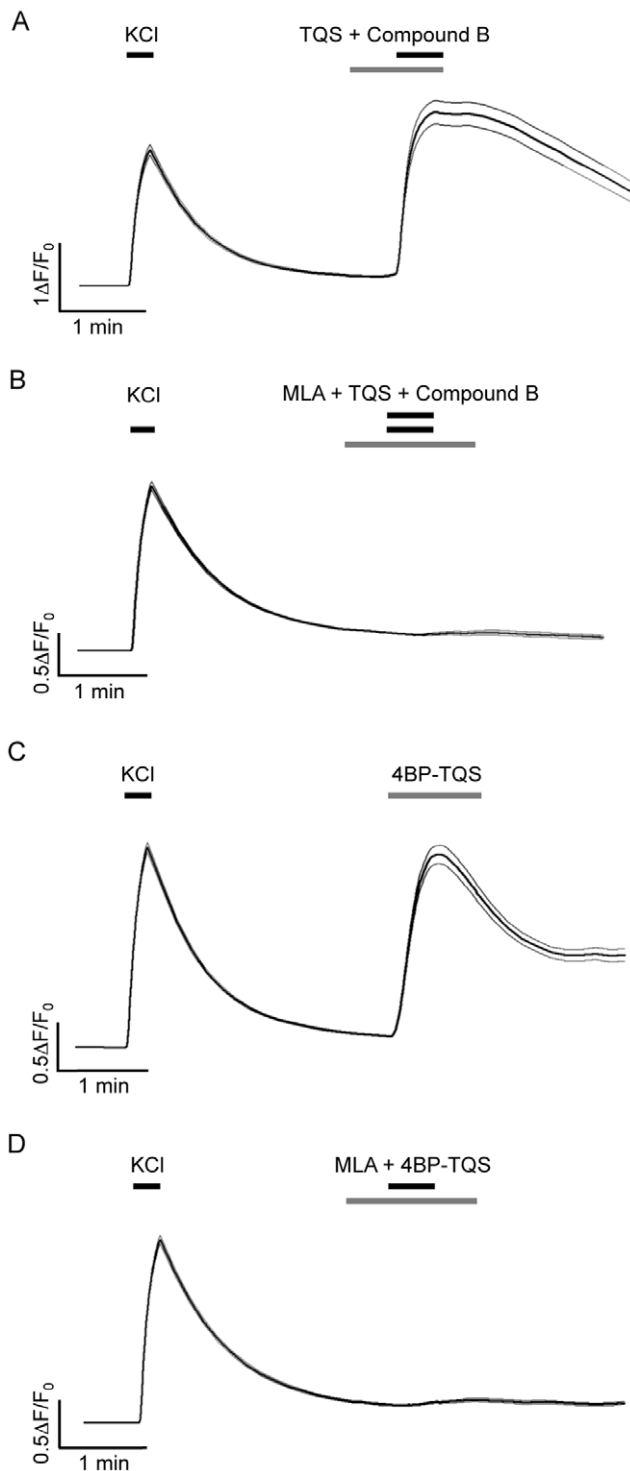 A
KCl
TQS + Compound B
1ΔF/F0
1 min
B
KCl
MLA + TQS + Compound B
0.5ΔF/F0
1 min
C
KCl
4BP-TQS
0.5ΔF/F0
1 min
D
KCl
MLA + 4BP-TQS
0.5ΔF/F0
1 min